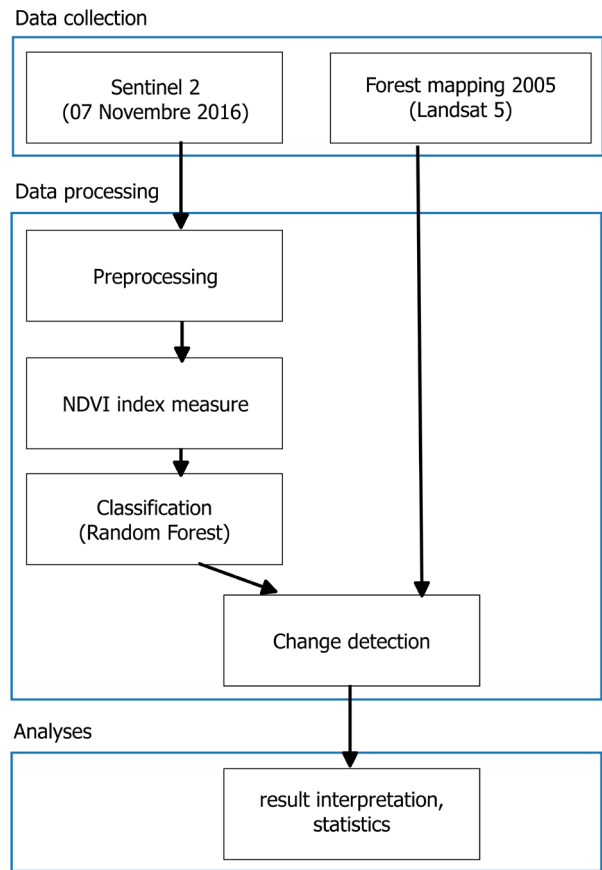 Data collection
Sentinel 2
(07 Novembre 2016)
Forest mapping 2005
(Landsat 5)
Data processing
Preprocessing
NDVI index measure
Classification
(Random Forest)
Change detection
Analyses
result interpretation,
statistics